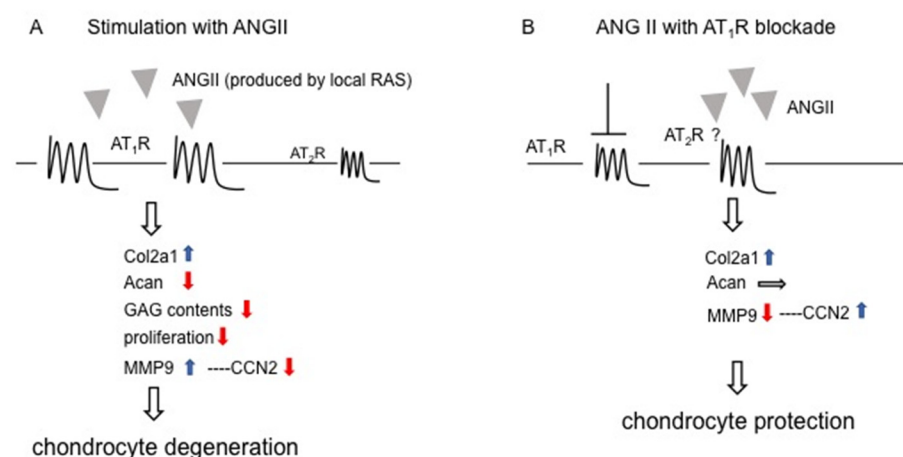 A Stimulation with ANGII
ANGII (produced by local RAS)
AT1R
AT2R
Col2a1
Acan
GAG contents
proliferation
MMP9 ----CCN2
chondrocyte degeneration
B ANG II with AT1R blockade
ANGII
AT1R
AT2R ?
Col2a1
Acan
MMP9 ----CCN2
chondrocyte protection